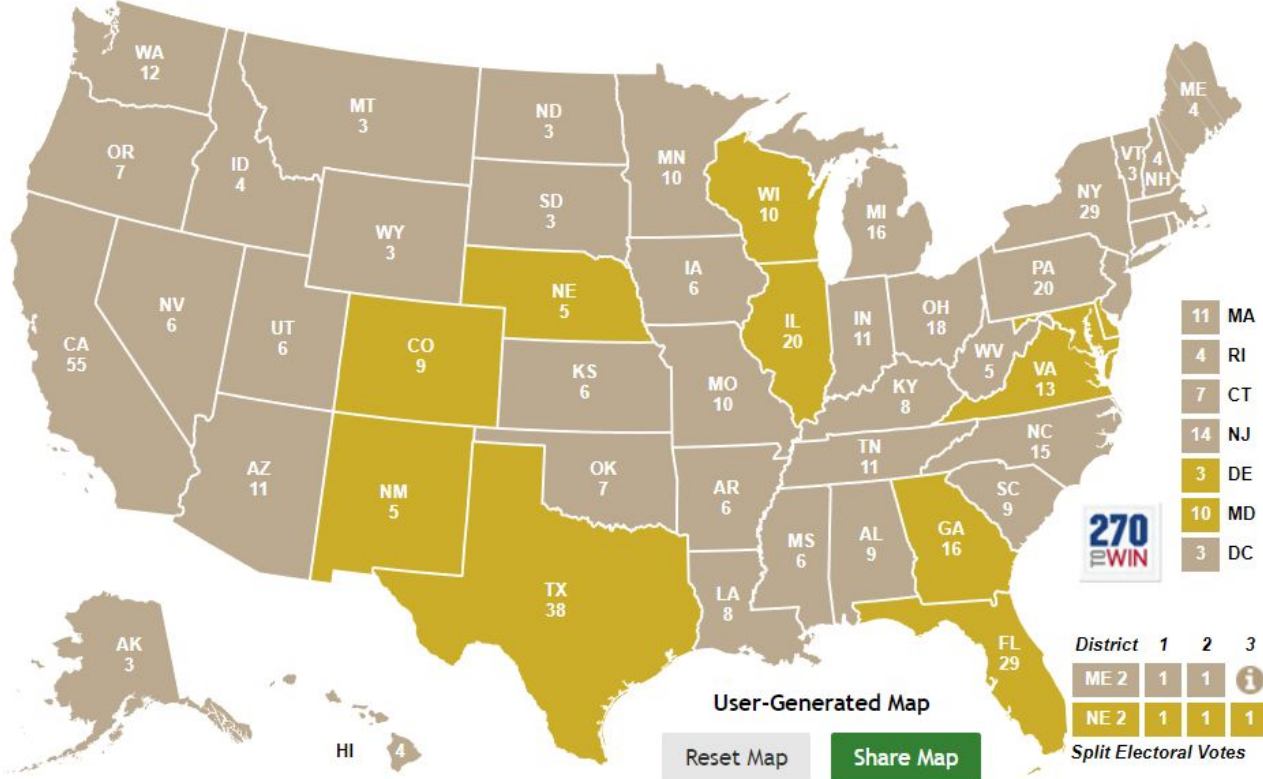 WA
12
MT
3
ND
3
MN
10
ME
4
OR
7
ID
4
VT
3
4
NH
WI
10
NY
29
SD
3
MI
16
WY
3
IA
6
PA
20
NE
5
NV
6
UT
6
CA
55
CO
9
IL
20
IN
11
OH
18
WV
5
VA
13
KS
6
MO
10
KY
8
NC
15
TN
11
AZ
11
NM
5
OK
7
AR
6
SC
9
MS
6
AL
9
GA
16
TX
38
LA
8
FL
29
AK
3
HI
4
11 MA
4 RI
7 CT
14 NJ
3 DE
10 MD
3 DC
270
TO WIN
District 1 2 3
ME 2 1 1 i
NE 2 1 1 1
Split Electoral Votes
User-Generated Map
Reset Map
Share Map